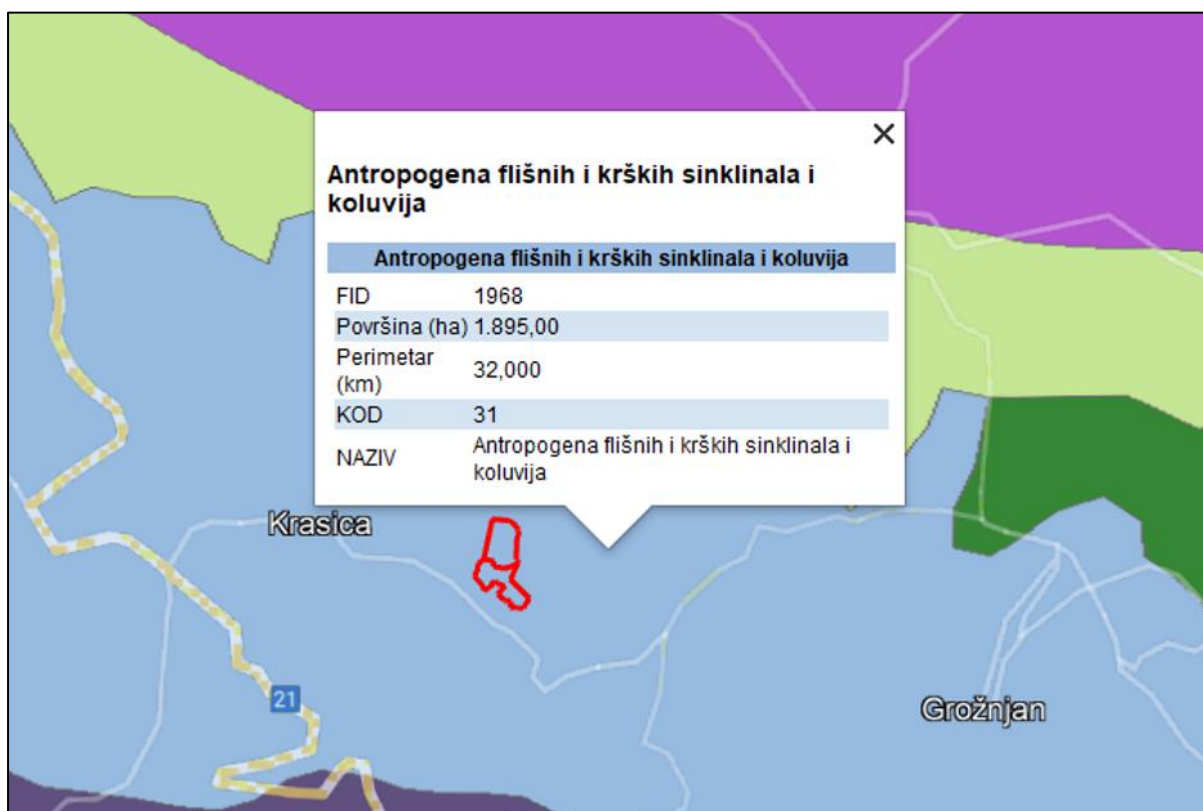 ×
Antropogena flišnih i krških sinklinala i
koluvija
Antropogena flišnih i krških sinklinala i koluvija
FID 1968
Površina (ha) 1.895,00
Perimetar
(km) 32,000
KOD 31
NAZIV Antropogena flišnih i krških sinklinala i
koluvija
Krasica
21
Grožnjan